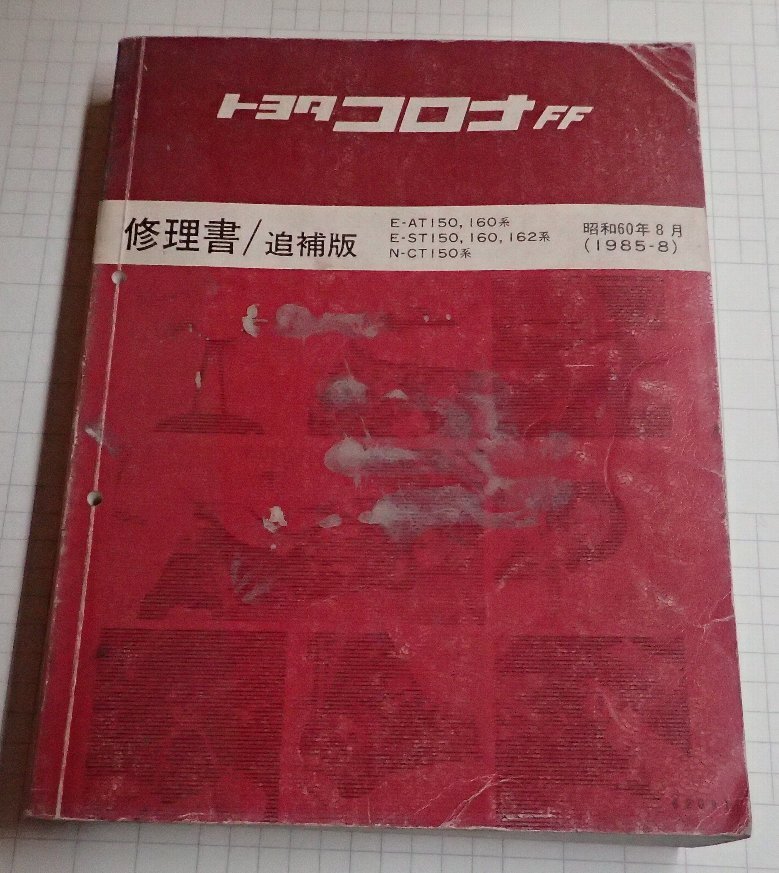 トヨタ コロナ FF
修理書/追補版
E-AT150, 160系
E-ST150, 160, 162系
N-CT150系
昭和60年8月
(1985-8)